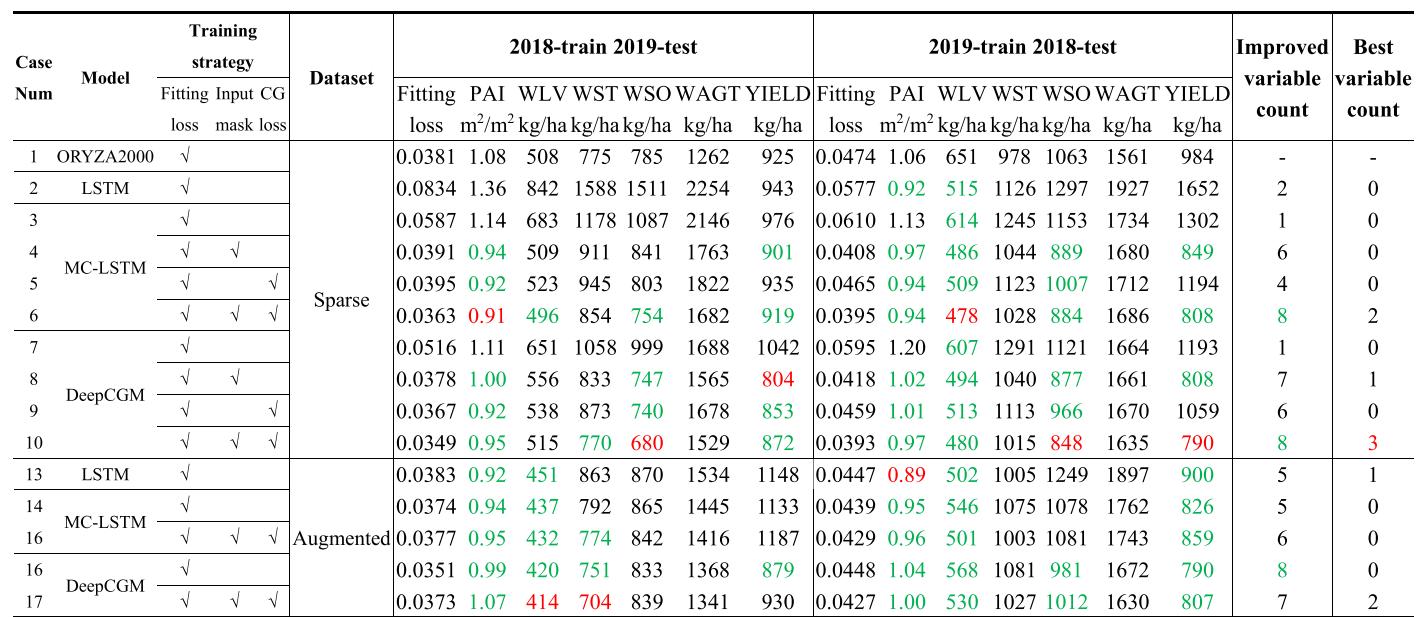 Case Num Model Training strategy Dataset 2018-train 2019-test 2019-train 2018-test Improved variable count Best variable count
Fitting loss Input mask CG loss Fitting loss PAI m²/m² WLV kg/ha WST kg/ha WSO kg/ha WAGT kg/ha YIELD kg/ha Fitting loss PAI m²/m² WLV kg/ha WST kg/ha WSO kg/ha WAGT kg/ha YIELD kg/ha
1 ORYZA2000 √ 0.0381 1.08 508 775 785 1262 925 0.0474 1.06 651 978 1063 1561 984 - -
2 LSTM √ 0.0834 1.36 842 1588 1511 2254 943 0.0577 0.92 515 1126 1297 1927 1652 2 0
3 √ 0.0587 1.14 683 1178 1087 2146 976 0.0610 1.13 614 1245 1153 1734 1302 1 0
4 √ √ 0.0391 0.94 509 911 841 1763 901 0.0408 0.97 486 1044 889 1680 849 6 0
MC-LSTM
5 √ √ 0.0395 0.92 523 945 803 1822 935 0.0465 0.94 509 1123 1007 1712 1194 4 0
Sparse
6 √ √ √ 0.0363 0.91 496 854 754 1682 919 0.0395 0.94 478 1028 884 1686 808 8 2
7 √ 0.0516 1.11 651 1058 999 1688 1042 0.0595 1.20 607 1291 1121 1664 1193 1 0
8 √ √ 0.0378 1.00 556 833 747 1565 804 0.0418 1.02 494 1040 877 1661 808 7 1
DeepCGM
9 √ √ 0.0367 0.92 538 873 740 1678 853 0.0459 1.01 513 1113 966 1670 1059 6 0
10 √ √ √ 0.0349 0.95 515 770 680 1529 872 0.0393 0.97 480 1015 848 1635 790 8 3
13 LSTM √ 0.0383 0.92 451 863 870 1534 1148 0.0447 0.89 502 1005 1249 1897 900 5 1
14 √ 0.0374 0.94 437 792 865 1445 1133 0.0439 0.95 546 1075 1078 1762 826 5 0
MC-LSTM
16 √ √ √ Augmented 0.0377 0.95 432 774 842 1416 1187 0.0429 0.96 501 1003 1081 1743 859 6 0
16 √ 0.0351 0.99 420 751 833 1368 879 0.0448 1.04 568 1081 981 1672 790 8 0
DeepCGM
17 √ √ √ 0.0373 1.07 414 704 839 1341 930 0.0427 1.00 530 1027 1012 1630 807 7 2